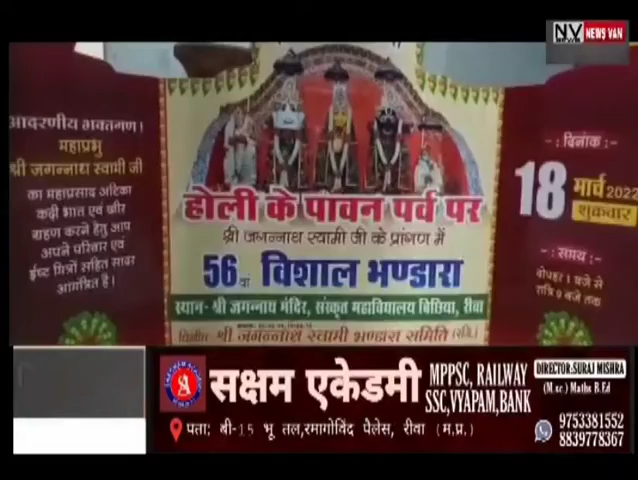 NV NEWS VAN
NEWS
आदरणीय भक्तगण।
महाप्रभु
श्री जगन्नाथ स्वामी जी
का महाप्रसाद अटिका
कढ़ी भात एवं खीर
ग्रहण करने हेतु आप
अपने परिवार एवं
ईष्ट मित्रों सहित सादर
आमंत्रित है।
होली के पावन पर्व पर
श्री जगन्नाथ स्वामी जी के प्रांगण में
56वां विशाल भण्डारा
स्थान- श्री जगन्नाथ मंदिर, संस्कृत महाविद्यालय बिछिया, रीवा
विनीत श्री जगन्नाथ स्वामी भण्डारा समिति (रजि.)
-: दिनांक :-
18 मार्च 2022
शुक्रवार
-: समय :-
दोपहर 1 बजे से
रात्रि 9 बजे तक
सक्षम एकेडमी
MPPSC, RAILWAY
SSC,VYAPAM,BANK
DIRECTOR:SURAJ MISHRA
(M.sc.) Maths B.Ed
पता: बी-15 भू तल,रमागोविंद पैलेस, रीवा (म.प्र.)
9753381552
8839778367